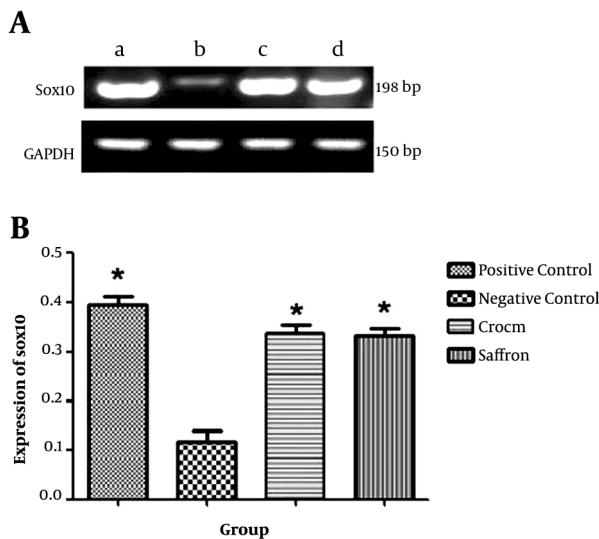 A
a b c d
Sox10 198 bp
GAPDH 150 bp
B
Expression of sox10
0.5
0.4
0.3
0.2
0.1
0.0
* * *
Group
Positive Control
Negative Control
Crocm
Saffron